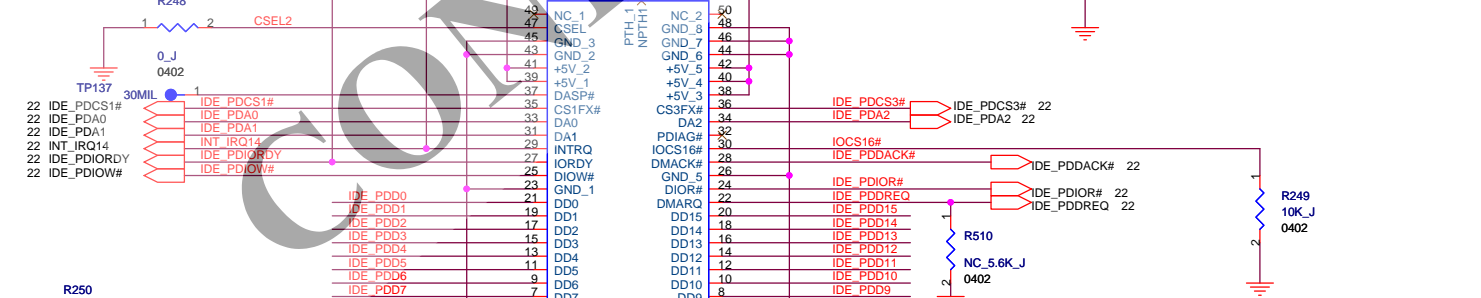 R248
1 2 CSEL2
0_J
0402
TP137 30MIL 1
22 IDE_PDCS1# IDE_PDCS1#
22 IDE_PDA0 IDE_PDA0
22 IDE_PDA1 IDE_PDA1
22 INT_IRQ14 INT_IRQ14
22 IDE_PDIORDY IDE_PDIORDY
22 IDE_PDIOW# IDE_PDIOW#
IDE_PDD0
IDE_PDD1
IDE_PDD2
IDE_PDD3
IDE_PDD4
IDE_PDD5
IDE_PDD6
IDE_PDD7
R250
CON
PTH_1
NPTH1
49 NC_1 NC_2 50
47 CSEL GND_8 48
45 GND_3 GND_7 46
43 GND_2 GND_6 44
41 +5V_2 +5V_5 42
39 +5V_1 +5V_4 40
37 DASP# +5V_3 38
35 CS1FX# CS3FX# 36
33 DA0 DA2 34
31 DA1 PDIAG# 32
29 INTRQ IOCS16# 30
27 IORDY DMACK# 28
25 DIOW# GND_5 26
23 GND_1 DIOR# 24
21 DD0 DMARQ 22
19 DD1 DD15 20
17 DD2 DD14 18
15 DD3 DD13 16
13 DD4 DD12 14
11 DD5 DD11 12
9 DD6 DD10 10
7 DD7 DD9 8
IDE_PDCS3# IDE_PDCS3# 22
IDE_PDA2 IDE_PDA2 22
IOCS16#
IDE_PDDACK# IDE_PDDACK# 22
IDE_PDIOR# IDE_PDIOR# 22
IDE_PDDREQ IDE_PDDREQ 22
IDE_PDD15
IDE_PDD14
IDE_PDD13
IDE_PDD12
IDE_PDD11
IDE_PDD10
IDE_PDD9
1
R510
NC_5.6K_J
0402
2
1
R249
10K_J
0402
2